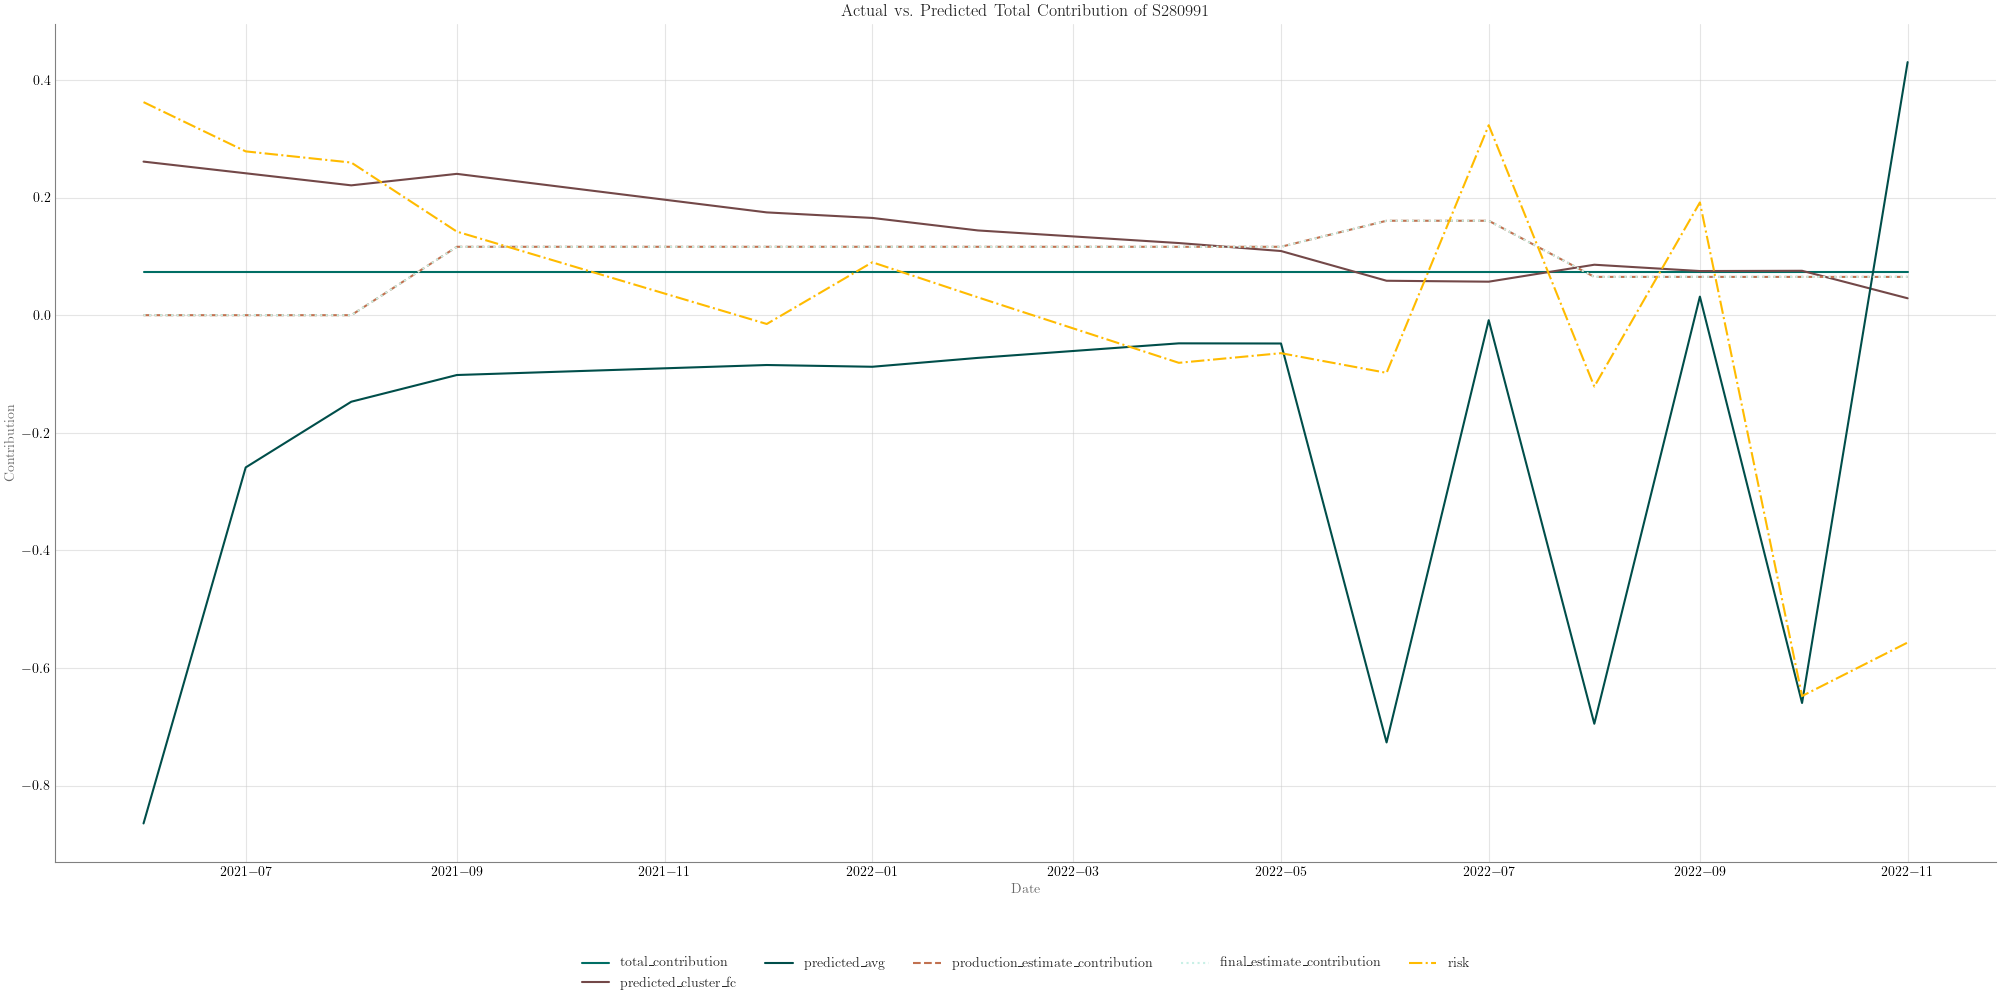 Actual vs. Predicted Total Contribution of S280991
0.4
0.2
0.0
−0.2
−0.4
−0.6
−0.8
Contribution
2021−07 2021−09 2021−11 2022−01 2022−03 2022−05 2022−07 2022−09 2022−11
Date
total_contribution predicted_avg production_estimate_contribution final_estimate_contribution risk
predicted_cluster_fc